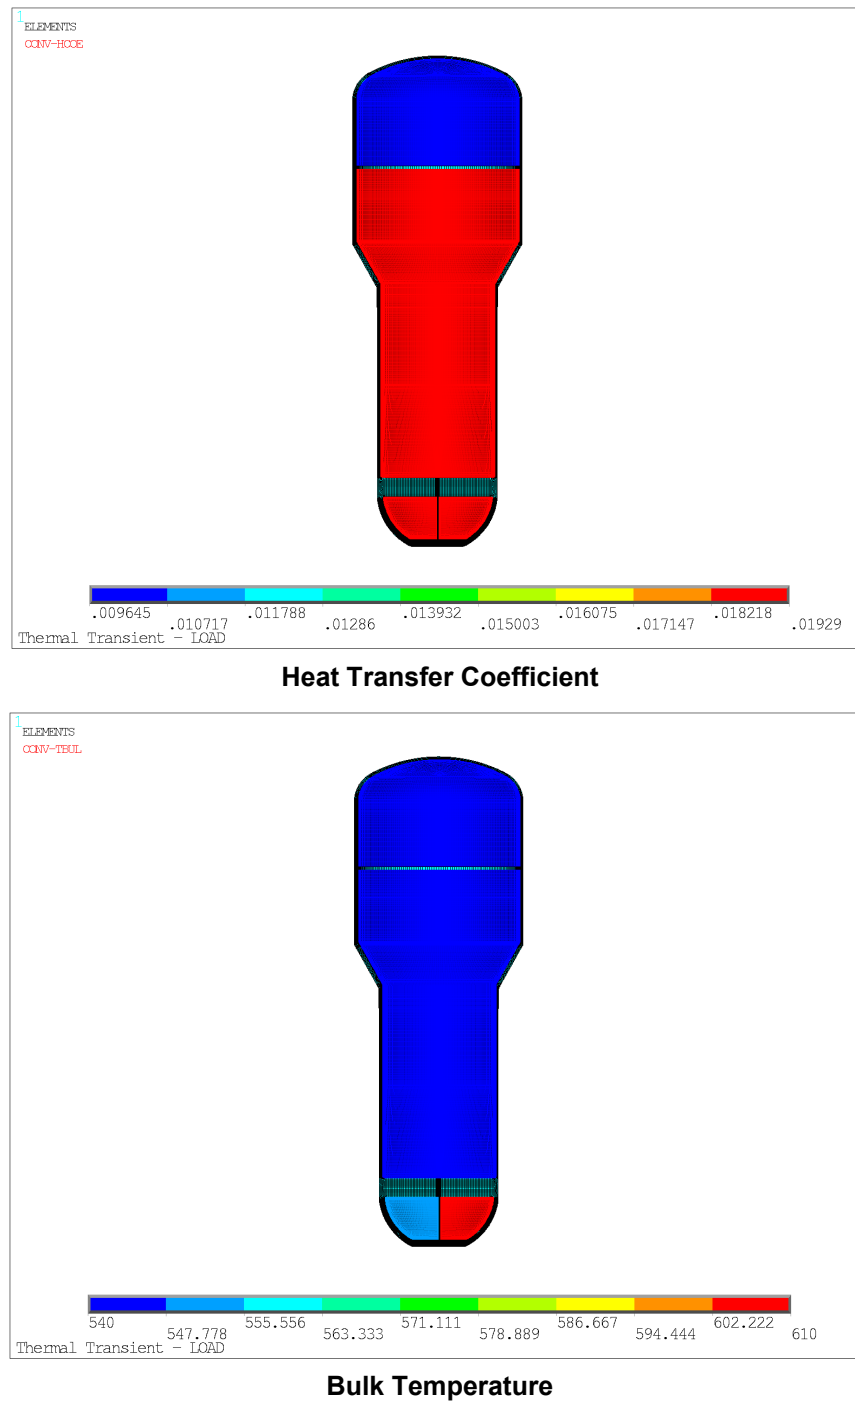 1
ELEMENTS
CONV-HCOE
.009645 .010717 .011788 .01286 .013932 .015003 .016075 .017147 .018218 .01929
Thermal Transient - LOAD
Heat Transfer Coefficient
1
ELEMENTS
CONV-TBUL
540 547.778 555.556 563.333 571.111 578.889 586.667 594.444 602.222 610
Thermal Transient - LOAD
Bulk Temperature